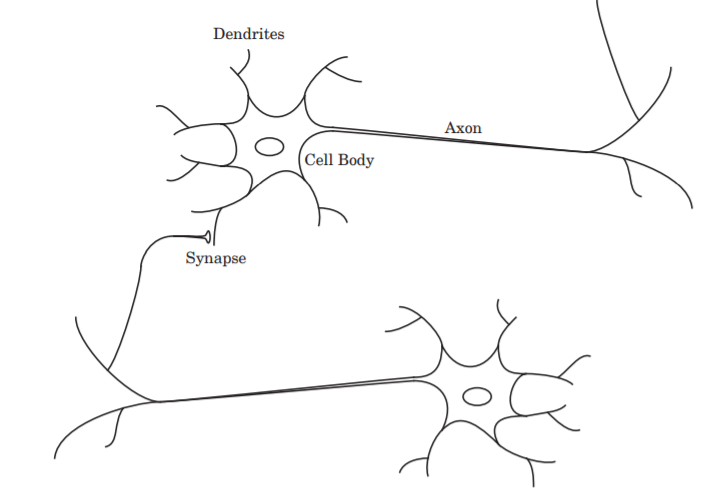 Dendrites
Axon
Cell Body
Synapse